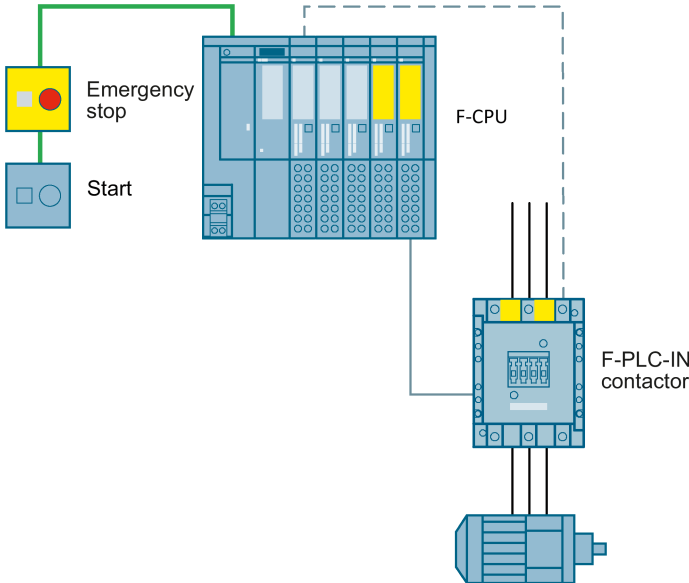 Emergency
stop
F-CPU
Start
F-PLC-IN
contactor